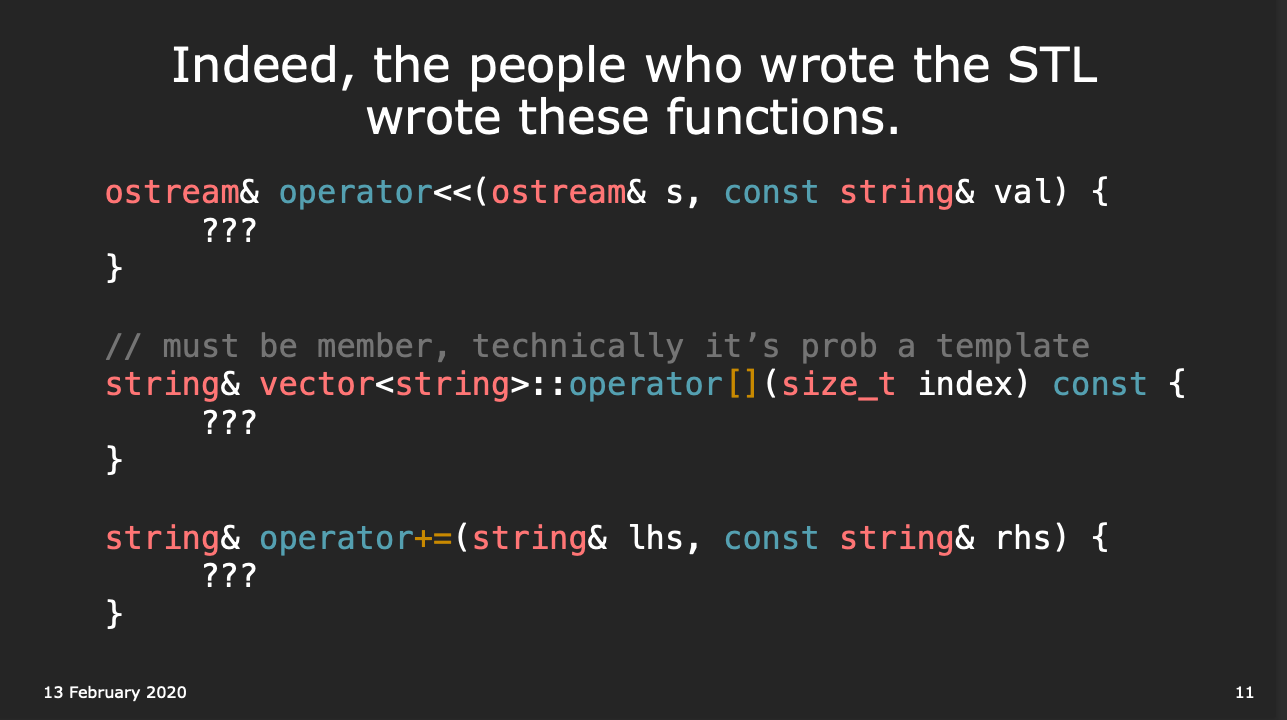 Indeed, the people who wrote the STL
wrote these functions.
ostream& operator<<(ostream& s, const string& val) {
???
}
// must be member, technically it’s prob a template
string& vector<string>::operator[](size_t index) const {
???
}
string& operator+=(string& lhs, const string& rhs) {
???
}
13 February 2020
11